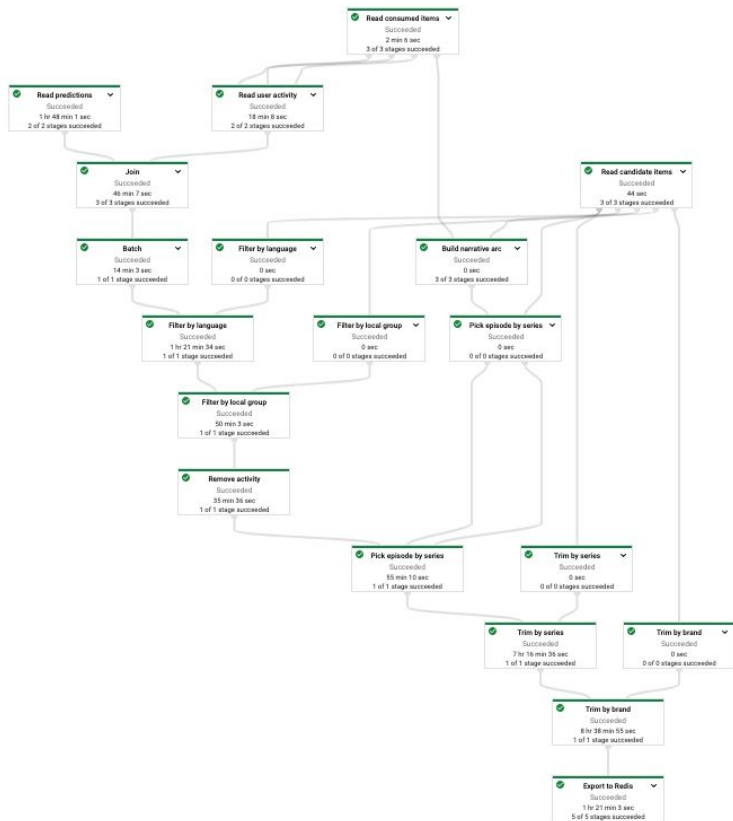 Read consumed items
Succeeded
2 min 6 sec
3 of 3 stages succeeded
Read predictions
Succeeded
1 hr 48 min 1 sec
2 of 2 stages succeeded
Read user activity
Succeeded
18 min 8 sec
2 of 2 stages succeeded
Join
Succeeded
46 min 7 sec
3 of 3 stages succeeded
Read candidate items
Succeeded
44 sec
3 of 3 stages succeeded
Batch
Succeeded
14 min 3 sec
1 of 1 stage succeeded
Filter by language
Succeeded
0 sec
0 of 0 stages succeeded
Build narrative arc
Succeeded
0 sec
3 of 3 stages succeeded
Filter by language
Succeeded
1 hr 21 min 34 sec
1 of 1 stage succeeded
Filter by local group
Succeeded
0 sec
0 of 0 stages succeeded
Pick episode by series
Succeeded
0 sec
0 of 0 stages succeeded
Filter by local group
Succeeded
50 min 3 sec
1 of 1 stage succeeded
Remove activity
Succeeded
35 min 36 sec
1 of 1 stage succeeded
Pick episode by series
Succeeded
55 min 10 sec
1 of 1 stage succeeded
Trim by series
Succeeded
0 sec
0 of 0 stages succeeded
Trim by series
Succeeded
7 hr 16 min 36 sec
1 of 1 stage succeeded
Trim by brand
Succeeded
0 sec
0 of 0 stages succeeded
Trim by brand
Succeeded
8 hr 38 min 55 sec
1 of 1 stage succeeded
Export to Redis
Succeeded
1 hr 21 min 3 sec
5 of 5 stages succeeded